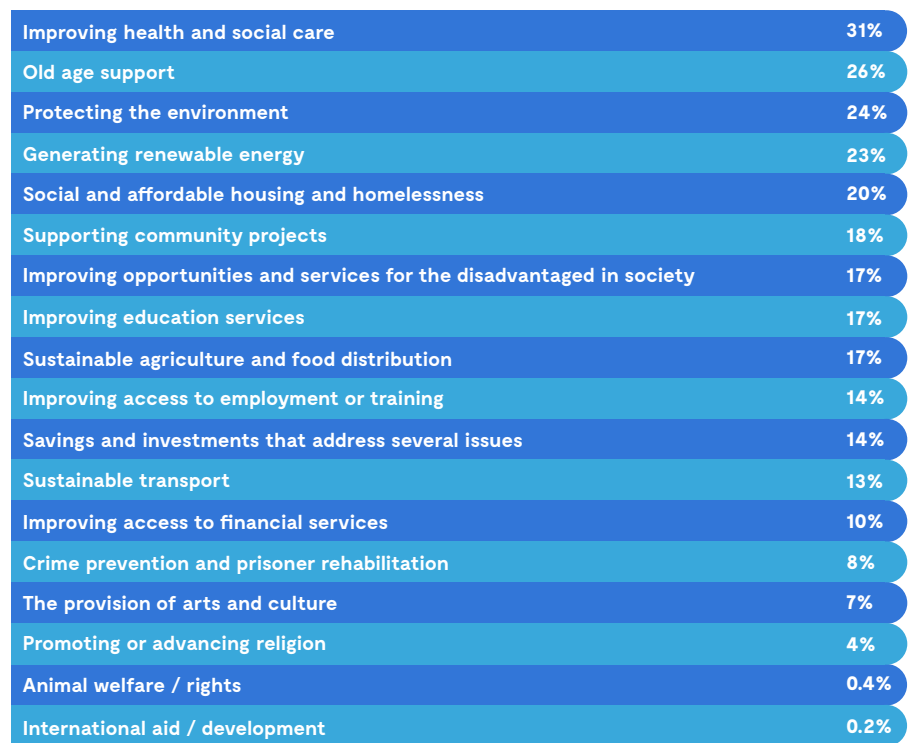 Improving health and social care 31%
Old age support 26%
Protecting the environment 24%
Generating renewable energy 23%
Social and affordable housing and homelessness 20%
Supporting community projects 18%
Improving opportunities and services for the disadvantaged in society 17%
Improving education services 17%
Sustainable agriculture and food distribution 17%
Improving access to employment or training 14%
Savings and investments that address several issues 14%
Sustainable transport 13%
Improving access to financial services 10%
Crime prevention and prisoner rehabilitation 8%
The provision of arts and culture 7%
Promoting or advancing religion 4%
Animal welfare / rights 0.4%
International aid / development 0.2%